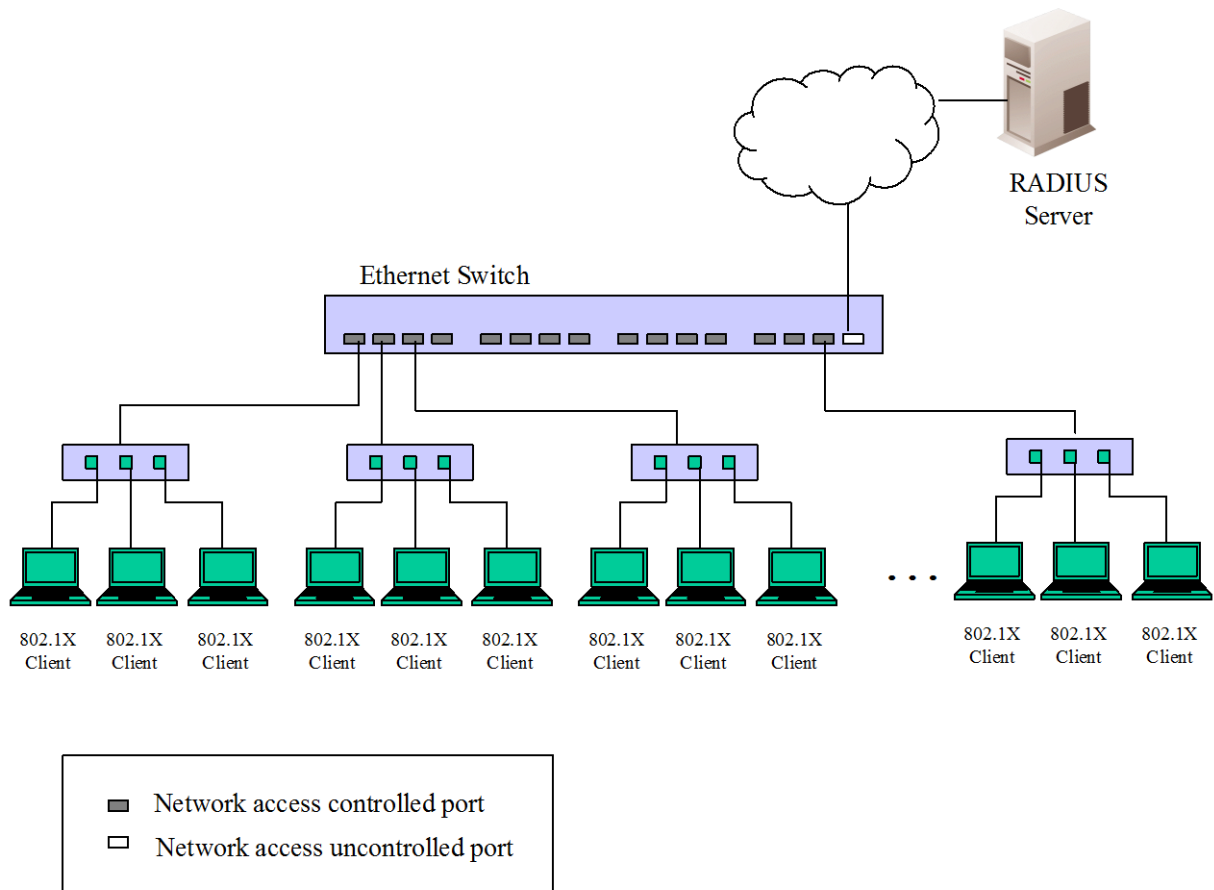 RADIUS
Server
Ethernet Switch
802.1X
Client
802.1X
Client
802.1X
Client
802.1X
Client
802.1X
Client
802.1X
Client
802.1X
Client
802.1X
Client
802.1X
Client
. . .
802.1X
Client
802.1X
Client
802.1X
Client
Network access controlled port
Network access uncontrolled port